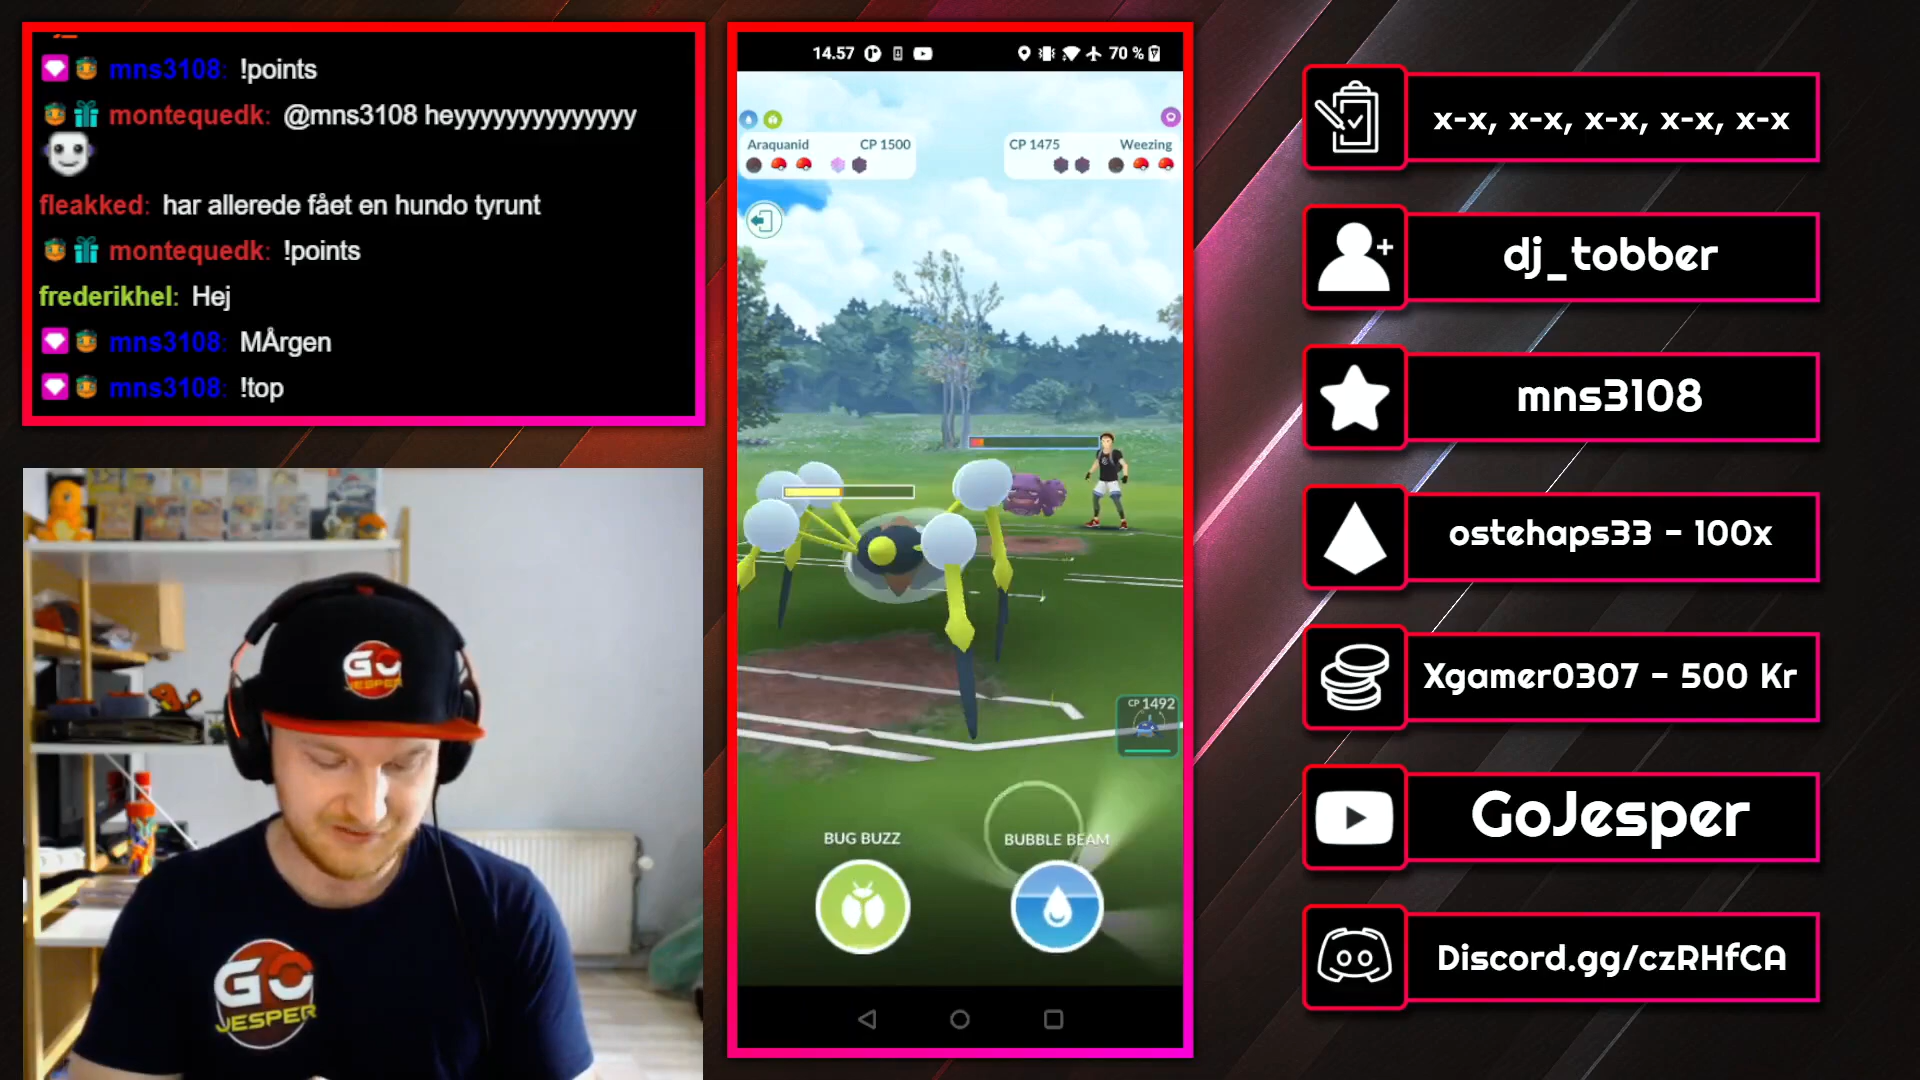 mns3108: !points
montequedk: @mns3108 heyyyyyyyyyyyyyy
fleakked: har allerede fået en hundo tyrunt
montequedk: !points
frederikhel: Hej
mns3108: MÅrgen
mns3108: !top
14.57
70 %
Araquanid CP 1500
CP 1475 Weezing
CP 1492
BUG BUZZ
BUBBLE BEAM
GO
JESPER
GO
JESPER
x-x, x-x, x-x, x-x, x-x
dj_tobber
mns3108
ostehaps33 - 100x
Xgamer0307 - 500 Kr
GoJesper
Discord.gg/czRHfCA